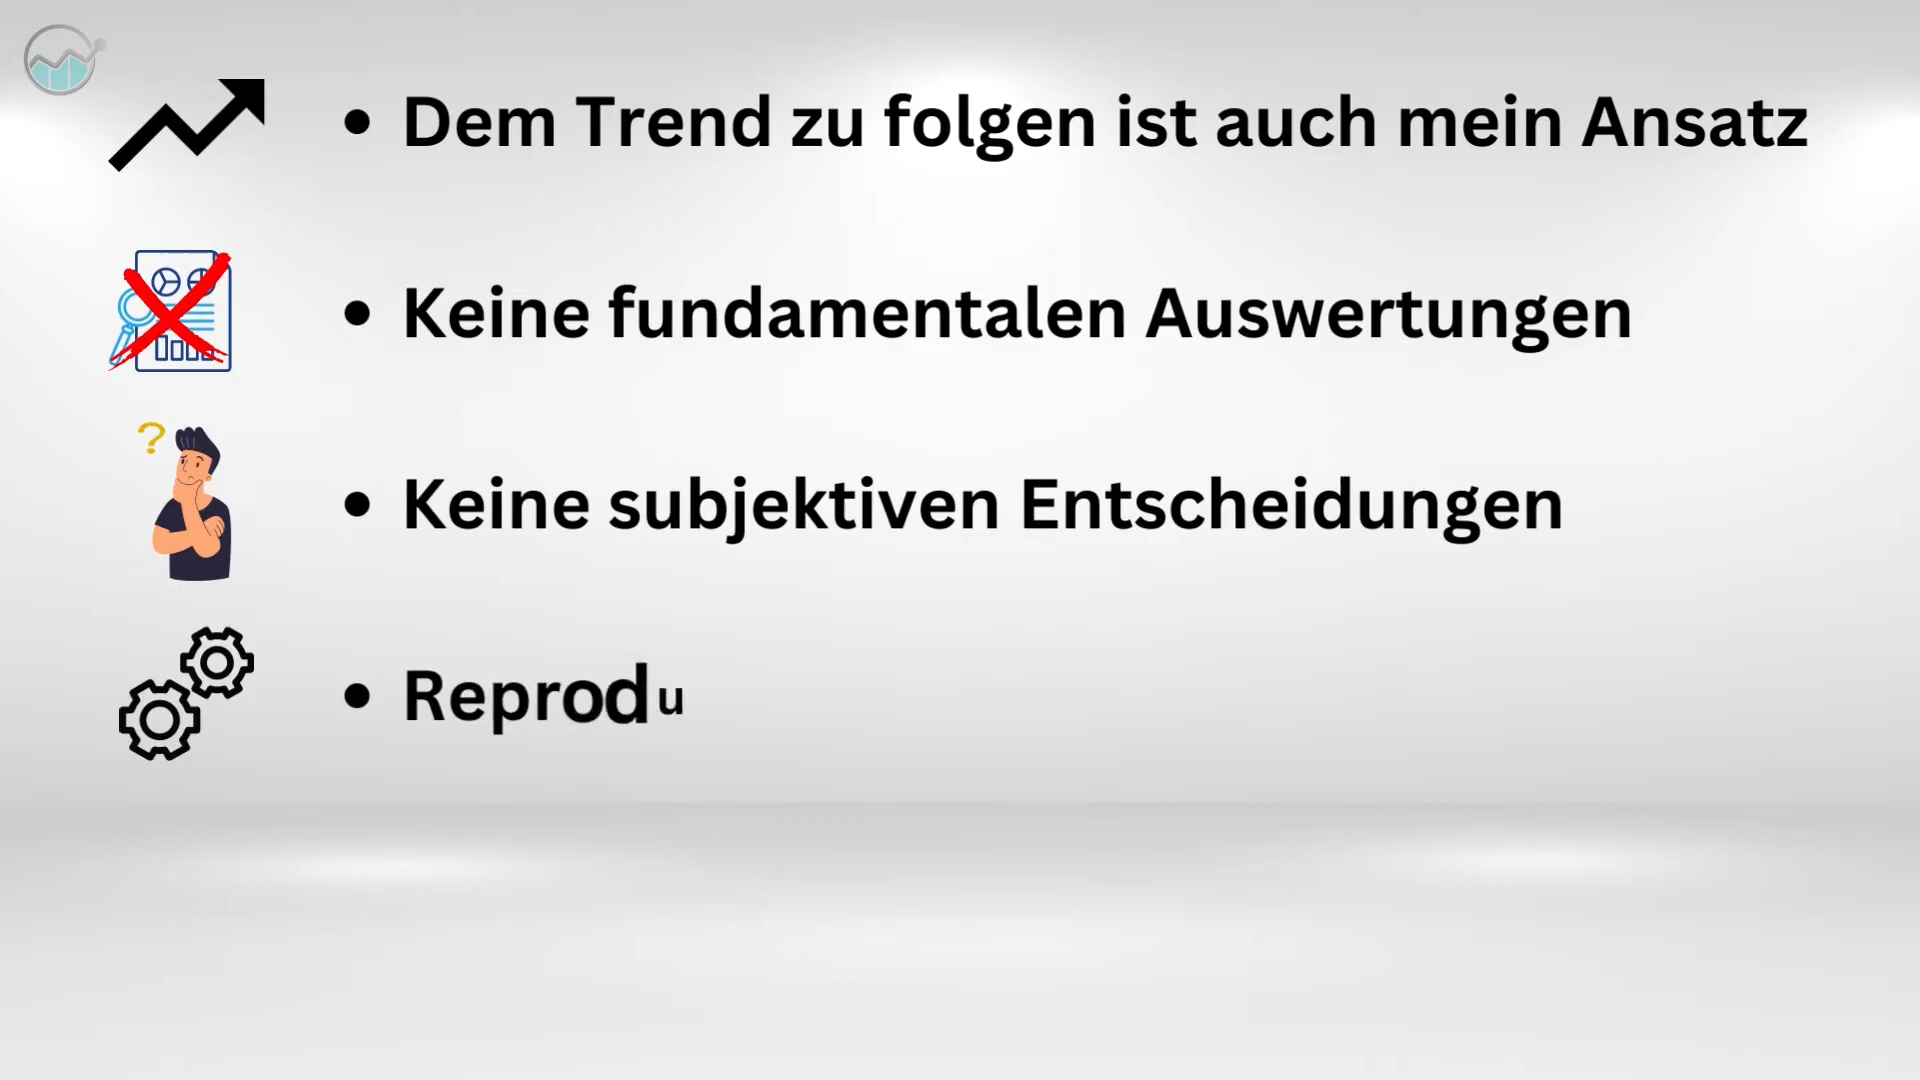 • Dem Trend zu folgen ist auch mein Ansatz
• Keine fundamentalen Auswertungen
?
• Keine subjektiven Entscheidungen
• Reprodu